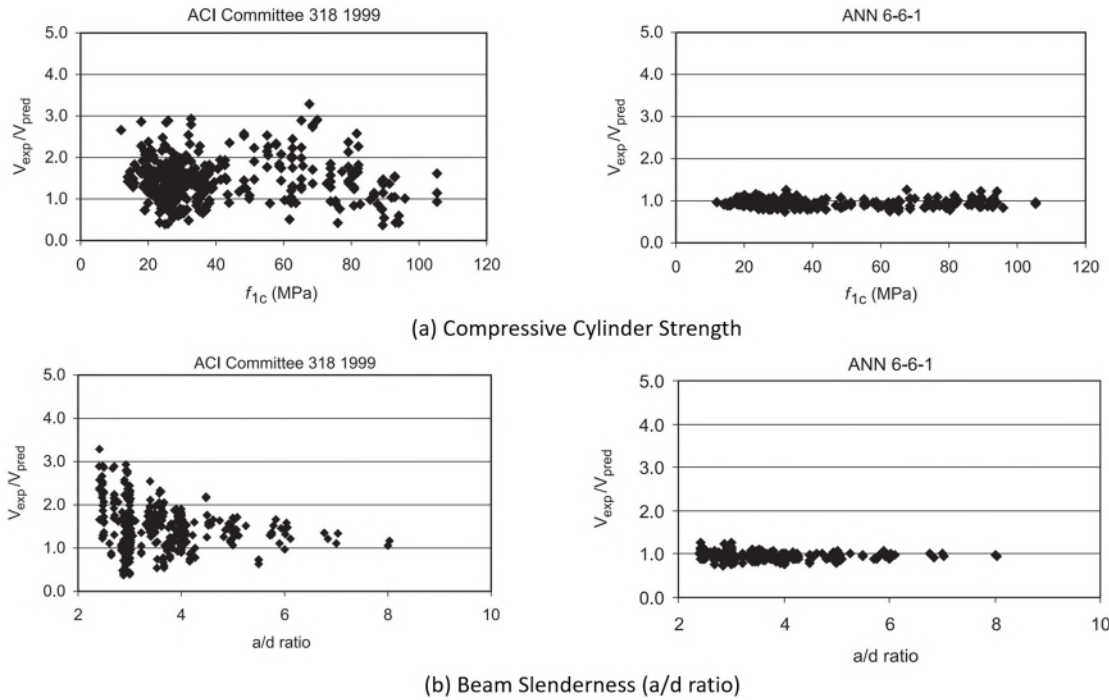 ACI Committee 318 1999
5.0
4.0
3.0
2.0
1.0
0.0
V_exp/V_pred
0 20 40 60 80 100 120
f_1c (MPa)
ANN 6-6-1
5.0
4.0
3.0
2.0
1.0
0.0
V_exp/V_pred
0 20 40 60 80 100 120
f_1c (MPa)
(a) Compressive Cylinder Strength
ACI Committee 318 1999
5.0
4.0
3.0
2.0
1.0
0.0
V_exp/V_pred
2 4 6 8 10
a/d ratio
ANN 6-6-1
5.0
4.0
3.0
2.0
1.0
0.0
V_exp/V_pred
2 4 6 8 10
a/d ratio
(b) Beam Slenderness (a/d ratio)